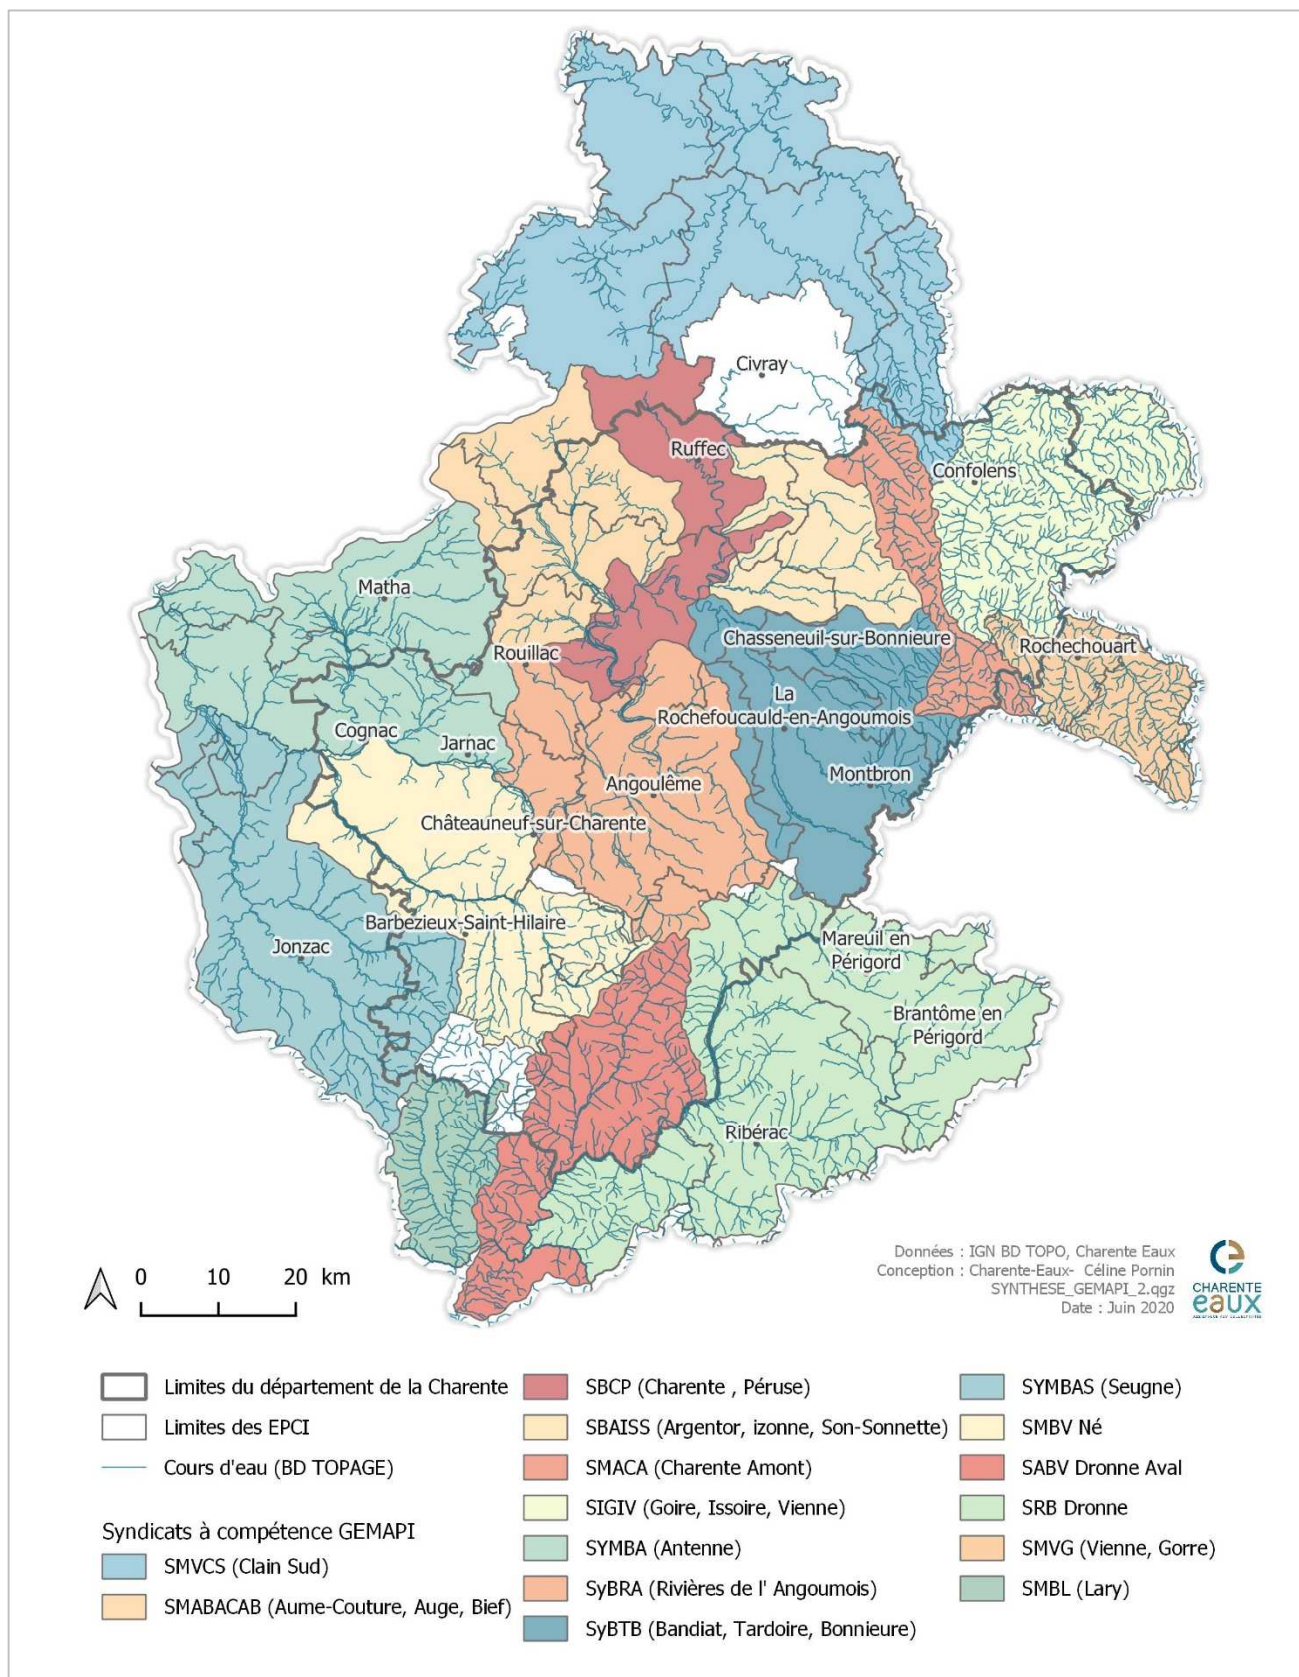 Civray
Ruffec
Confolens
Matha
Chasseneuil-sur-Bonnieure
Rouillac
Rochechouart
La
Rochefoucauld-en-Angoumois
Cognac
Jarnac
Montbron
Angoulême
Châteauneuf-sur-Charente
Barbezieux-Saint-Hilaire
Jonzac
Mareuil en
Périgord
Brantôme en
Périgord
Ribérac
0 10 20 km
Données : IGN BD TOPO, Charente Eaux
Conception : Charente-Eaux- Céline Pornin
SYNTHESE_GEMAPI_2.qgz
Date : Juin 2020
CHARENTE
eaux
Limites du département de la Charente
Limites des EPCI
Cours d'eau (BD TOPAGE)
Syndicats à compétence GEMAPI
SMVCS (Clain Sud)
SMABACAB (Aume-Couture, Auge, Bief)
SBCP (Charente , Péruse)
SBAISS (Argentor, izonne, Son-Sonnette)
SMACA (Charente Amont)
SIGIV (Goire, Issoire, Vienne)
SYMBA (Antenne)
SyBRA (Rivières de l' Angoumois)
SyBTB (Bandiat, Tardoire, Bonnieure)
SYMBAS (Seugne)
SMBV Né
SABV Dronne Aval
SRB Dronne
SMVG (Vienne, Gorre)
SMBL (Lary)